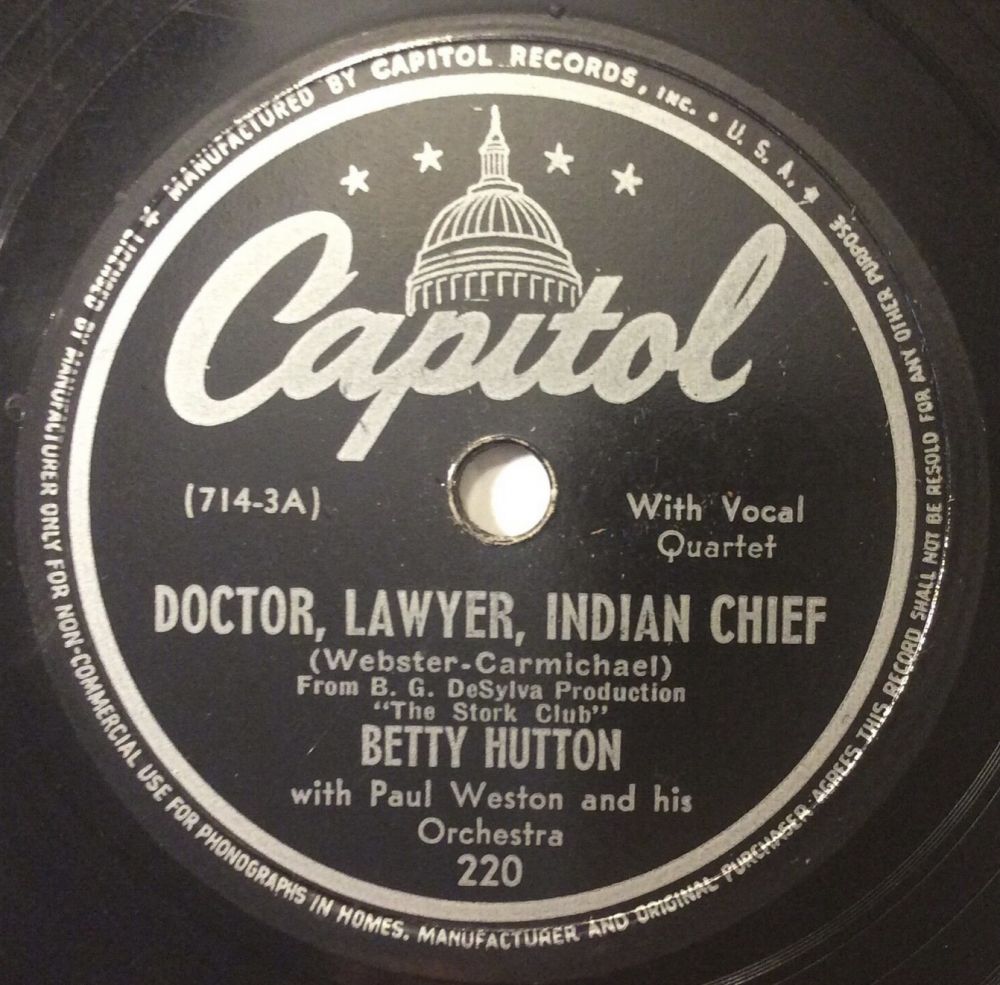 MANUFACTURED BY CAPITOL RECORDS, INC. • U. S. A.
Capitol
(714-3A)
With Vocal
Quartet
DOCTOR, LAWYER, INDIAN CHIEF
(Webster-Carmichael)
From B. G. DeSylva Production
"The Stork Club"
BETTY HUTTON
with Paul Weston and his
Orchestra
220
LICENSED BY MANUFACTURER ONLY FOR NON-COMMERCIAL USE FOR PHONOGRAPHS IN HOMES. MANUFACTURER AND ORIGINAL PURCHASER AGREES THIS RECORD SHALL NOT BE RESOLD FOR ANY OTHER PURPOSE